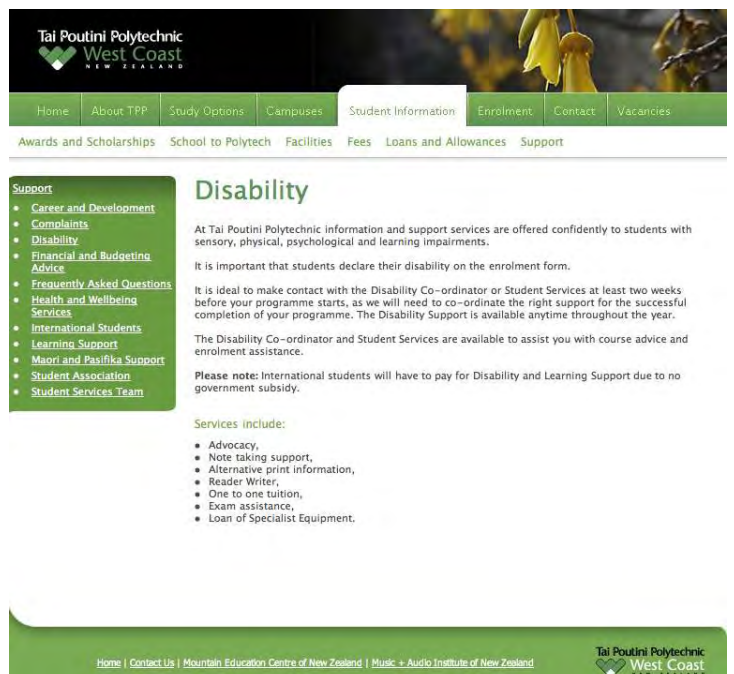 Tai Poutini Polytechnic
West Coast
NEW ZEALAND
Home About TPP Study Options Campuses Student Information Enrolment Contact Vacancies
Awards and Scholarships School to Polytech Facilities Fees Loans and Allowances Support
Support
• Career and Development
• Complaints
• Disability
• Financial and Budgeting
Advice
• Frequently Asked Questions
• Health and Wellbeing
Services
• International Students
• Learning Support
• Maori and Pasifika Support
• Student Association
• Student Services Team
Disability
At Tai Poutini Polytechnic information and support services are offered confidently to students with
sensory, physical, psychological and learning impairments.
It is important that students declare their disability on the enrolment form.
It is ideal to make contact with the Disability Co-ordinator or Student Services at least two weeks
before your programme starts, as we will need to co-ordinate the right support for the successful
completion of your programme. The Disability Support is available anytime throughout the year.
The Disability Co-ordinator and Student Services are available to assist you with course advice and
enrolment assistance.
Please note: International students will have to pay for Disability and Learning Support due to no
government subsidy.
Services include:
• Advocacy,
• Note taking support,
• Alternative print information,
• Reader Writer,
• One to one tuition,
• Exam assistance,
• Loan of Specialist Equipment.
Home | Contact Us | Mountain Education Centre of New Zealand | Music + Audio Institute of New Zealand
Tai Poutini Polytechnic
West Coast